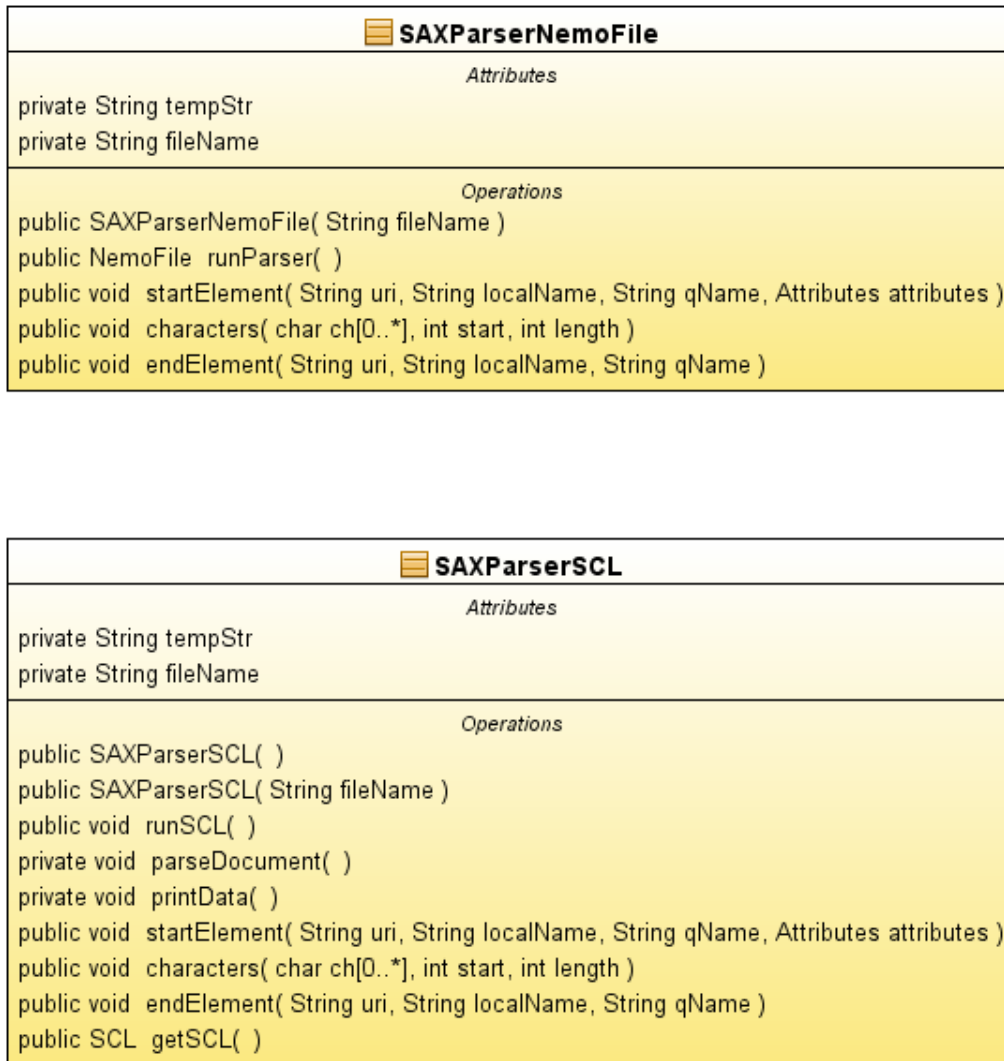 SAXParserNemoFile
Attributes
private String tempStr
private String fileName
Operations
public SAXParserNemoFile( String fileName )
public NemoFile runParser( )
public void startElement( String uri, String localName, String qName, Attributes attributes )
public void characters( char ch[0..*], int start, int length )
public void endElement( String uri, String localName, String qName )
SAXParserSCL
Attributes
private String tempStr
private String fileName
Operations
public SAXParserSCL( )
public SAXParserSCL( String fileName )
public void runSCL( )
private void parseDocument( )
private void printData( )
public void startElement( String uri, String localName, String qName, Attributes attributes )
public void characters( char ch[0..*], int start, int length )
public void endElement( String uri, String localName, String qName )
public SCL getSCL( )